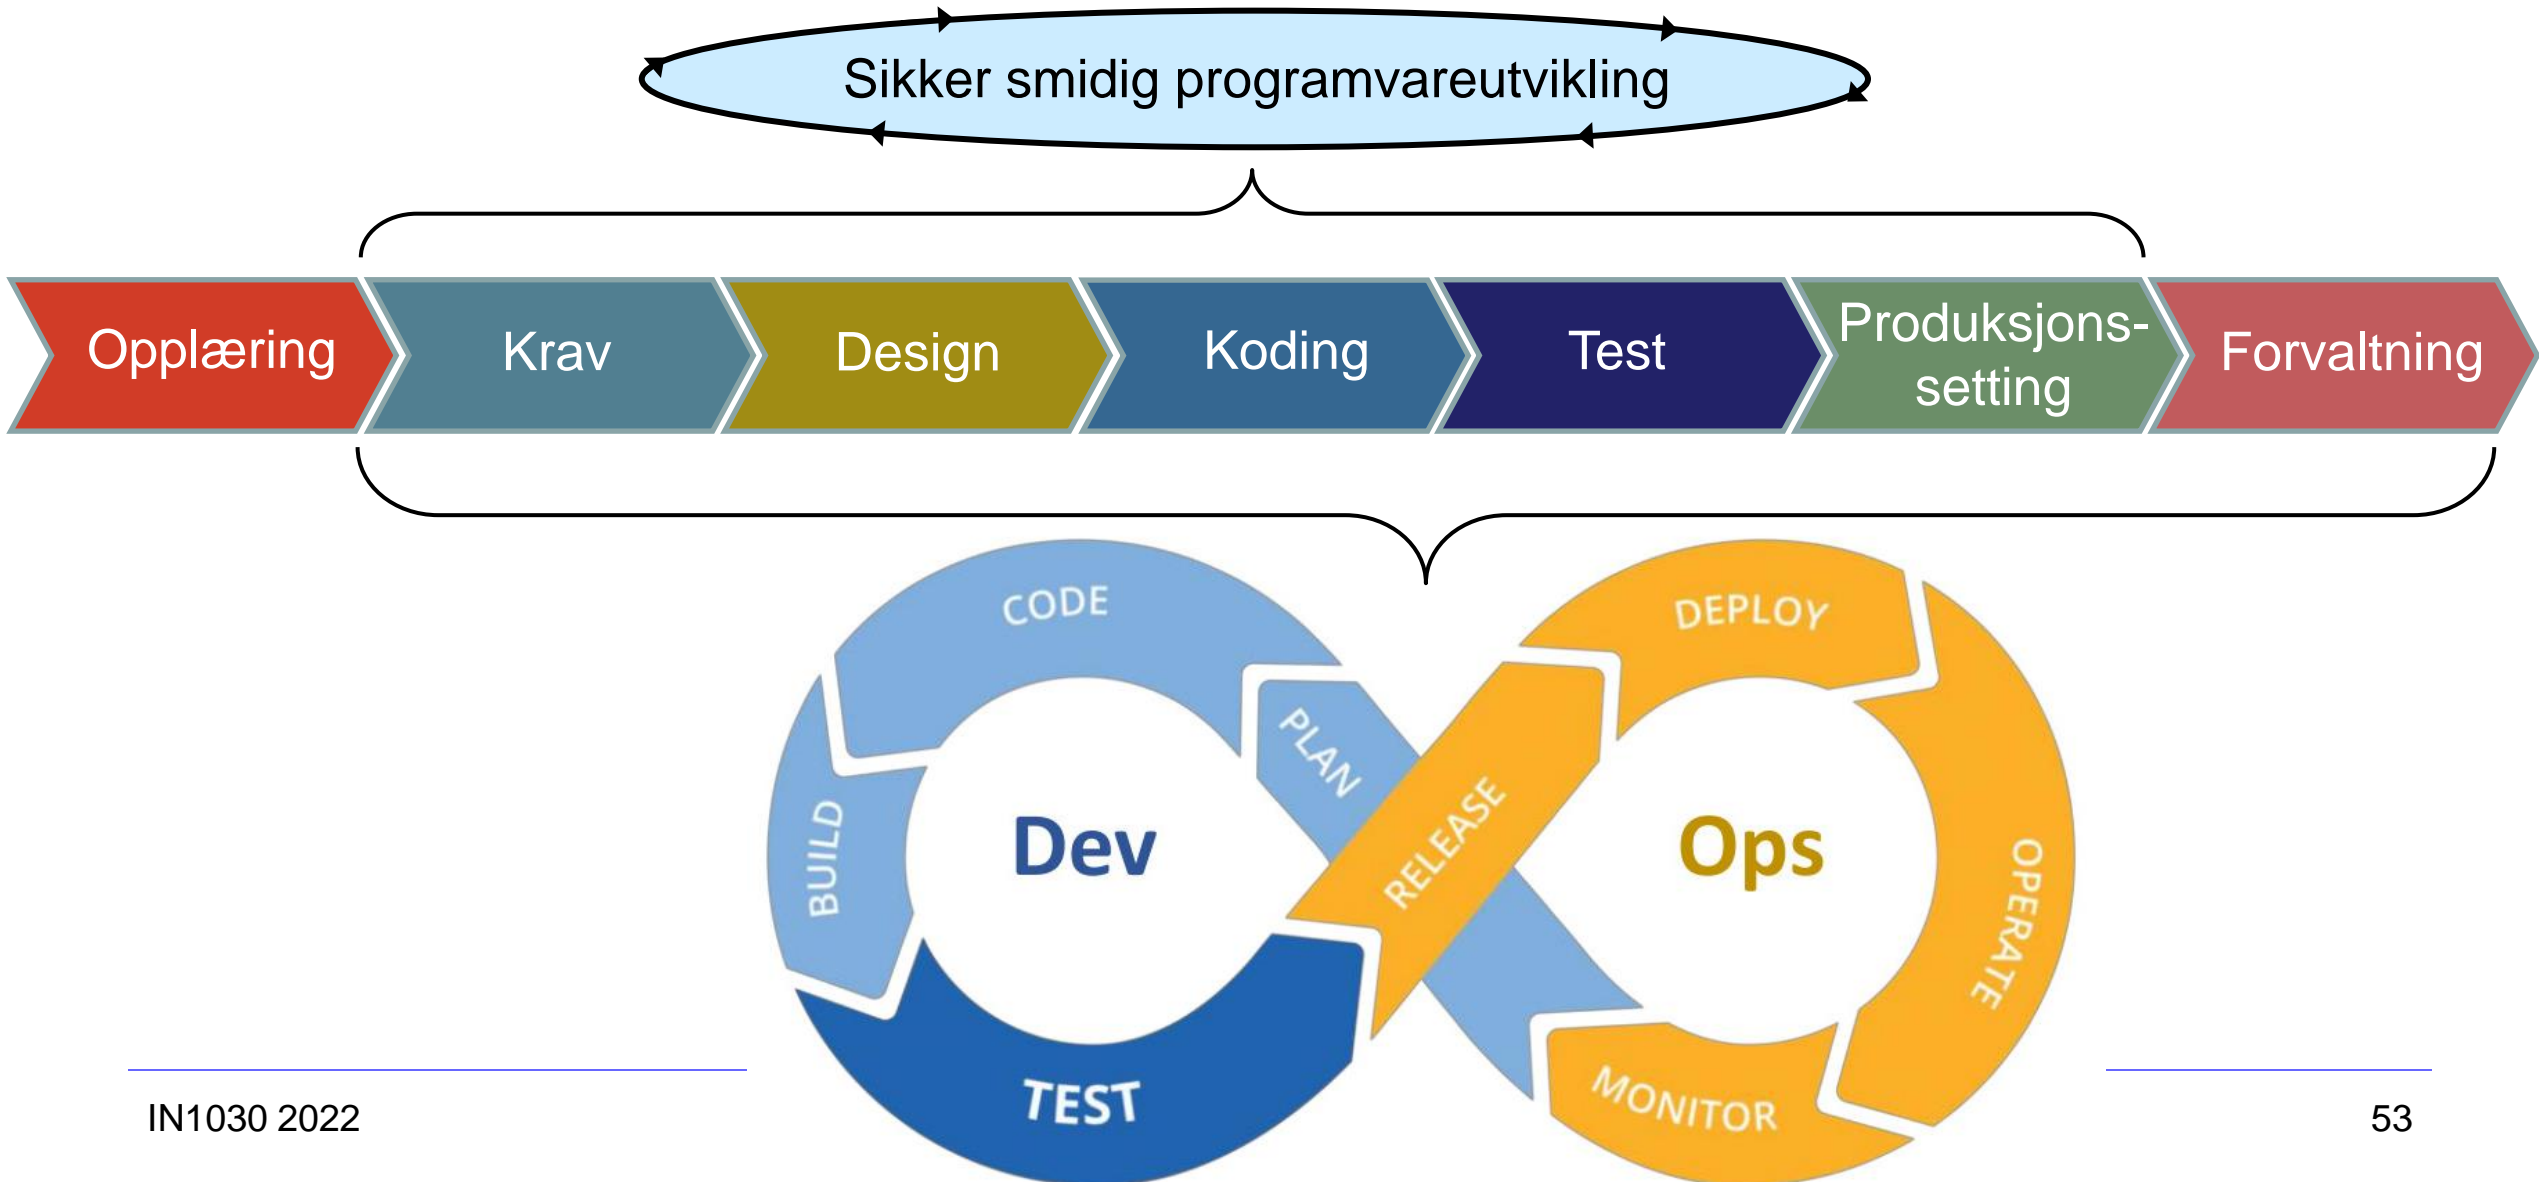 Sikker smidig programvareutvikling
Opplæring
Krav
Design
Koding
Test
Produksjons-
setting
Forvaltning
CODE
DEPLOY
PLAN
RELEASE
BUILD
Dev
Ops
OPERATE
TEST
MONITOR
IN1030 2022
53